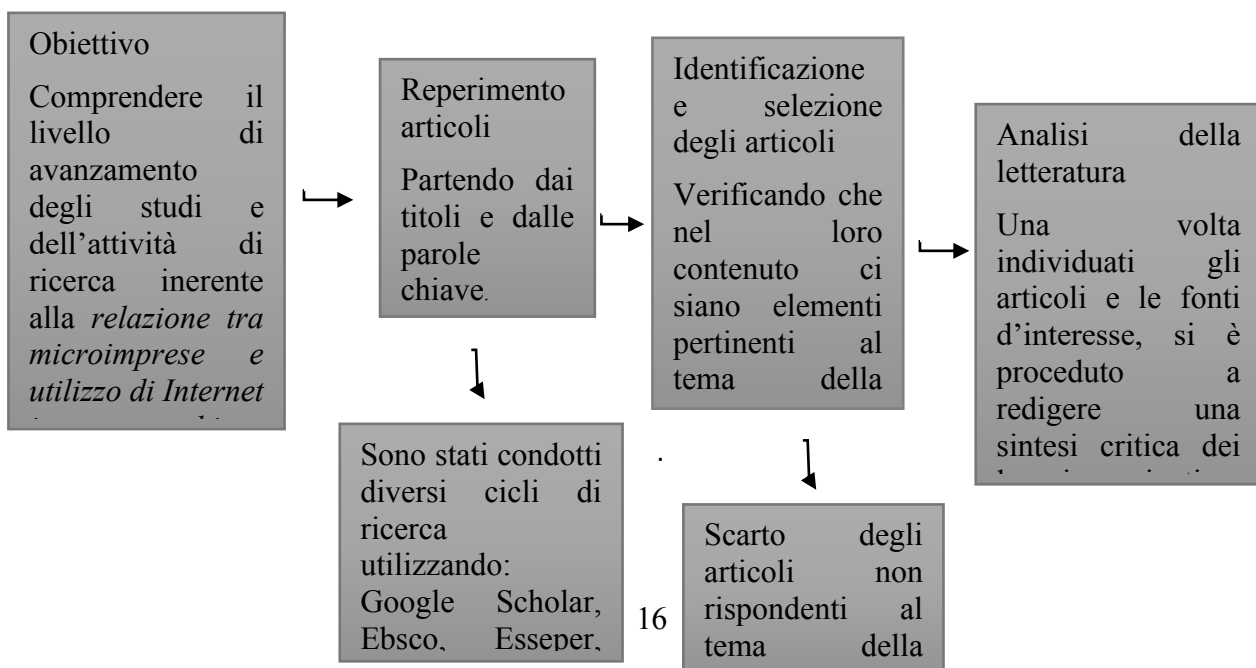 Obiettivo
Comprendere il
livello di
avanzamento
degli studi e
dell’attività di
ricerca inerente
alla relazione tra
microimprese e
utilizzo di Internet
Reperimento
articoli
Partendo dai
titoli e dalle
parole
chiave.
Identificazione
e selezione
degli articoli
Verificando che
nel loro
contenuto ci
siano elementi
pertinenti al
tema della
Analisi della
letteratura
Una volta
individuati gli
articoli e le fonti
d’interesse, si è
proceduto a
redigere una
sintesi critica dei
Sono stati condotti
diversi cicli di
ricerca
utilizzando:
Google Scholar,
Ebsco, Esseper,
.
16
Scarto degli
articoli non
rispondenti al
tema della